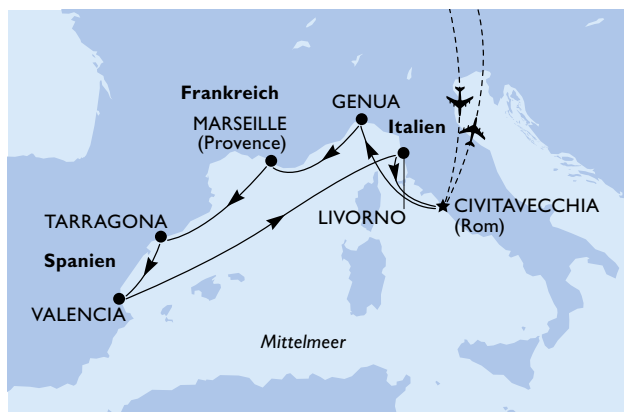 Frankreich
GENUA
MARSEILLE
(Provence)
Italien
TARRAGONA
LIVORNO
CIVITAVECCHIA
(Rom)
Spanien
VALENCIA
Mittelmeer